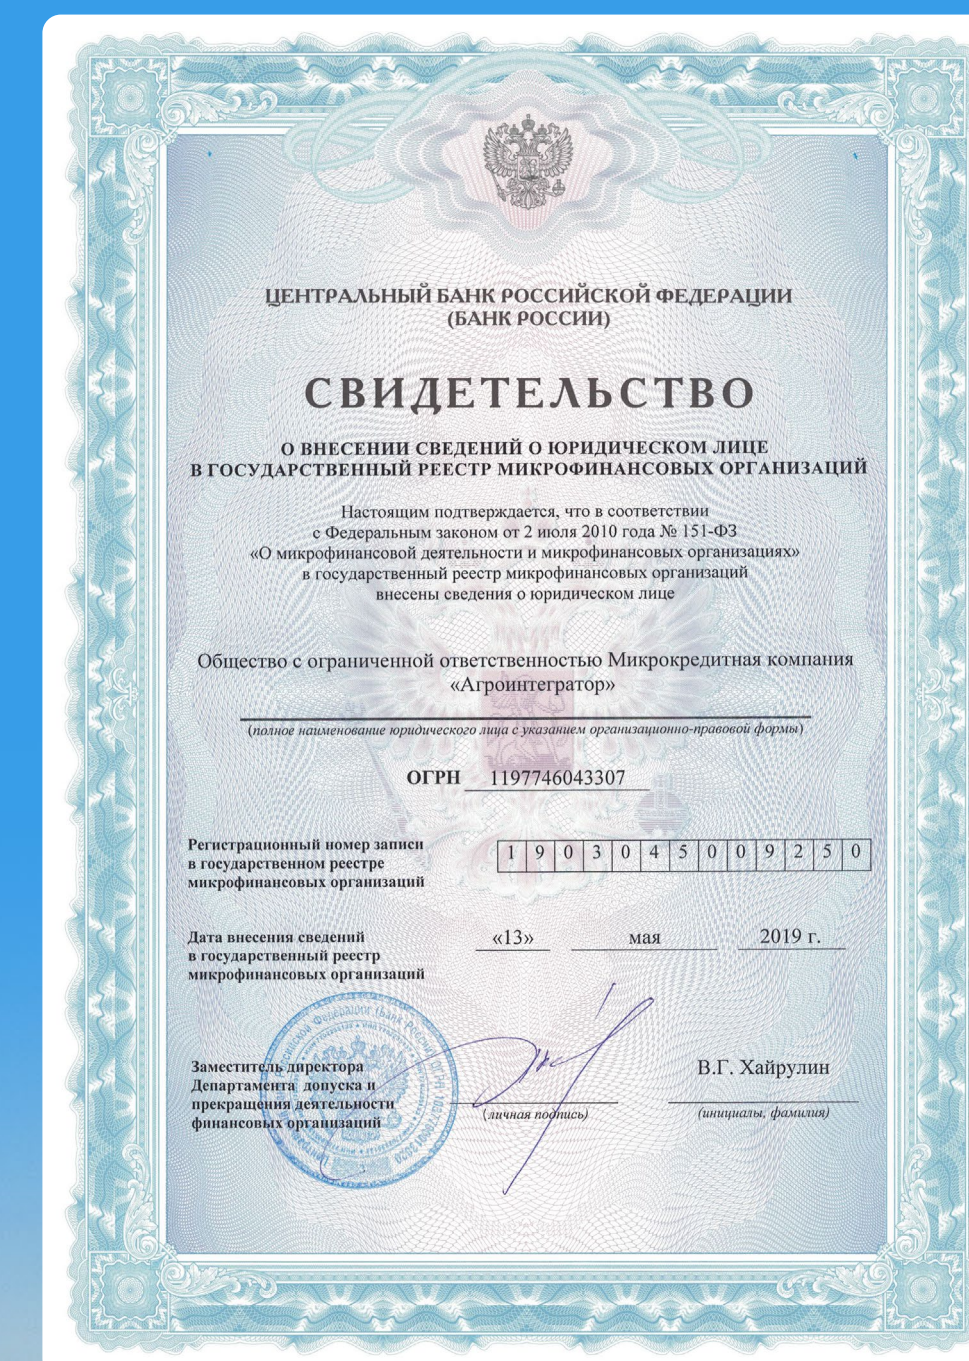 ЦЕНТРАЛЬНЫЙ БАНК РОССИЙСКОЙ ФЕДЕРАЦИИ
(БАНК РОССИИ)
СВИДЕТЕЛЬСТВО
О ВНЕСЕНИИ СВЕДЕНИЙ О ЮРИДИЧЕСКОМ ЛИЦЕ
В ГОСУДАРСТВЕННЫЙ РЕЕСТР МИКРОФИНАНСОВЫХ ОРГАНИЗАЦИЙ
Настоящим подтверждается, что в соответствии
с Федеральным законом от 2 июля 2010 года № 151-ФЗ
«О микрофинансовой деятельности и микрофинансовых организациях»
в государственный реестр микрофинансовых организаций
внесены сведения о юридическом лице
Общество с ограниченной ответственностью Микрокредитная компания
«Агроинтегратор»
(полное наименование юридического лица с указанием организационно-правовой формы)
ОГРН 1197746043307
Регистрационный номер записи
в государственном реестре
микрофинансовых организаций
1 9 0 3 0 4 5 0 0 9 2 5 0
Дата внесения сведений
в государственный реестр
микрофинансовых организаций
«13» мая 2019 г.
Заместитель директора
Департамента допуска и
прекращения деятельности
финансовых организаций
(личная подпись)
В.Г. Хайрулин
(инициалы, фамилия)